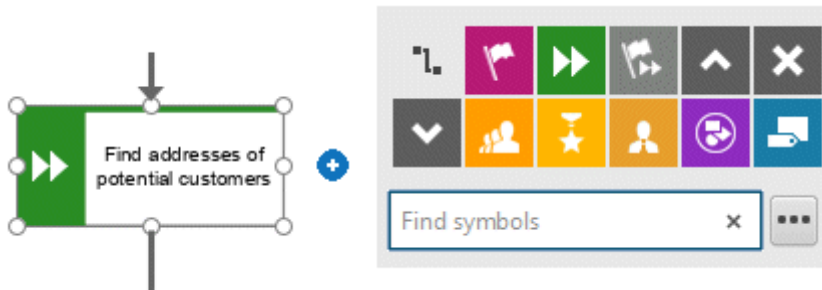 Find addresses of
potential customers
Find symbols